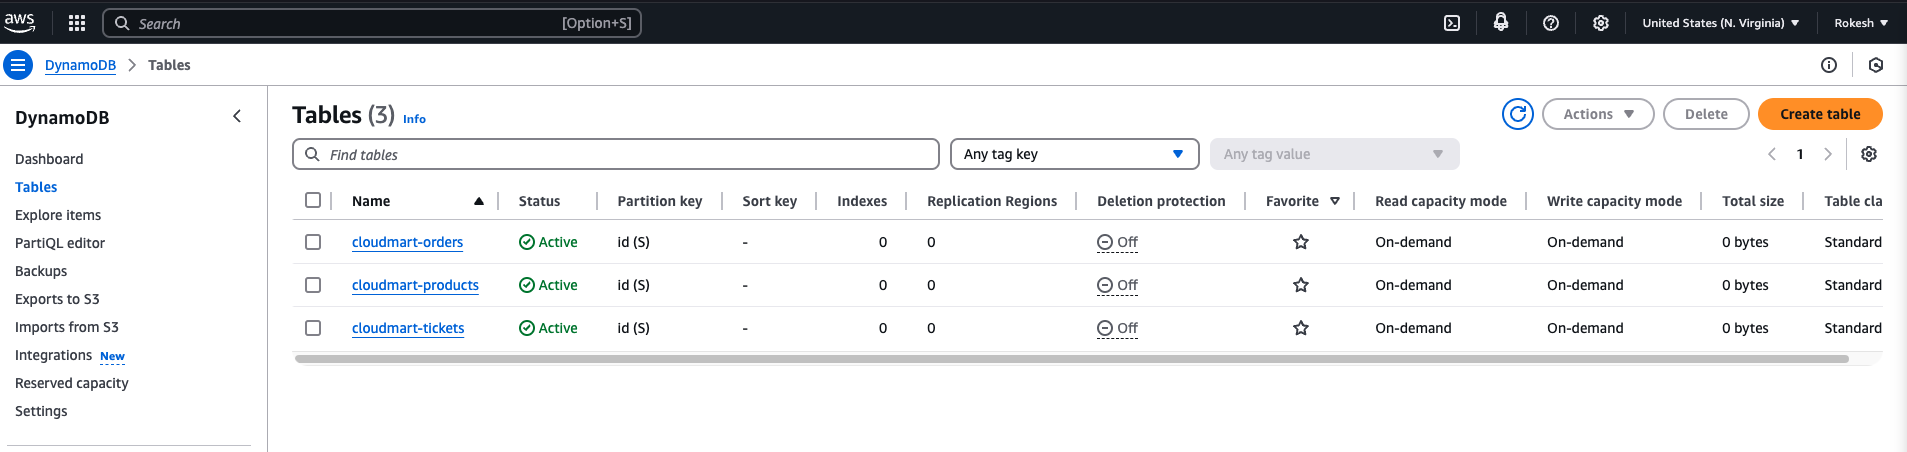 aws Search [Option+S] United States (N. Virginia) Rokesh
DynamoDB Tables
DynamoDB
Dashboard
Tables
Explore items
PartiQL editor
Backups
Exports to S3
Imports from S3
Integrations New
Reserved capacity
Settings
Tables (3) Info
Actions Delete Create table
Find tables Any tag key Any tag value 1
Name Status Partition key Sort key Indexes Replication Regions Deletion protection Favorite Read capacity mode Write capacity mode Total size Table cla
cloudmart-orders Active id (S) - 0 0 Off On-demand On-demand 0 bytes Standard
cloudmart-products Active id (S) - 0 0 Off On-demand On-demand 0 bytes Standard
cloudmart-tickets Active id (S) - 0 0 Off On-demand On-demand 0 bytes Standard